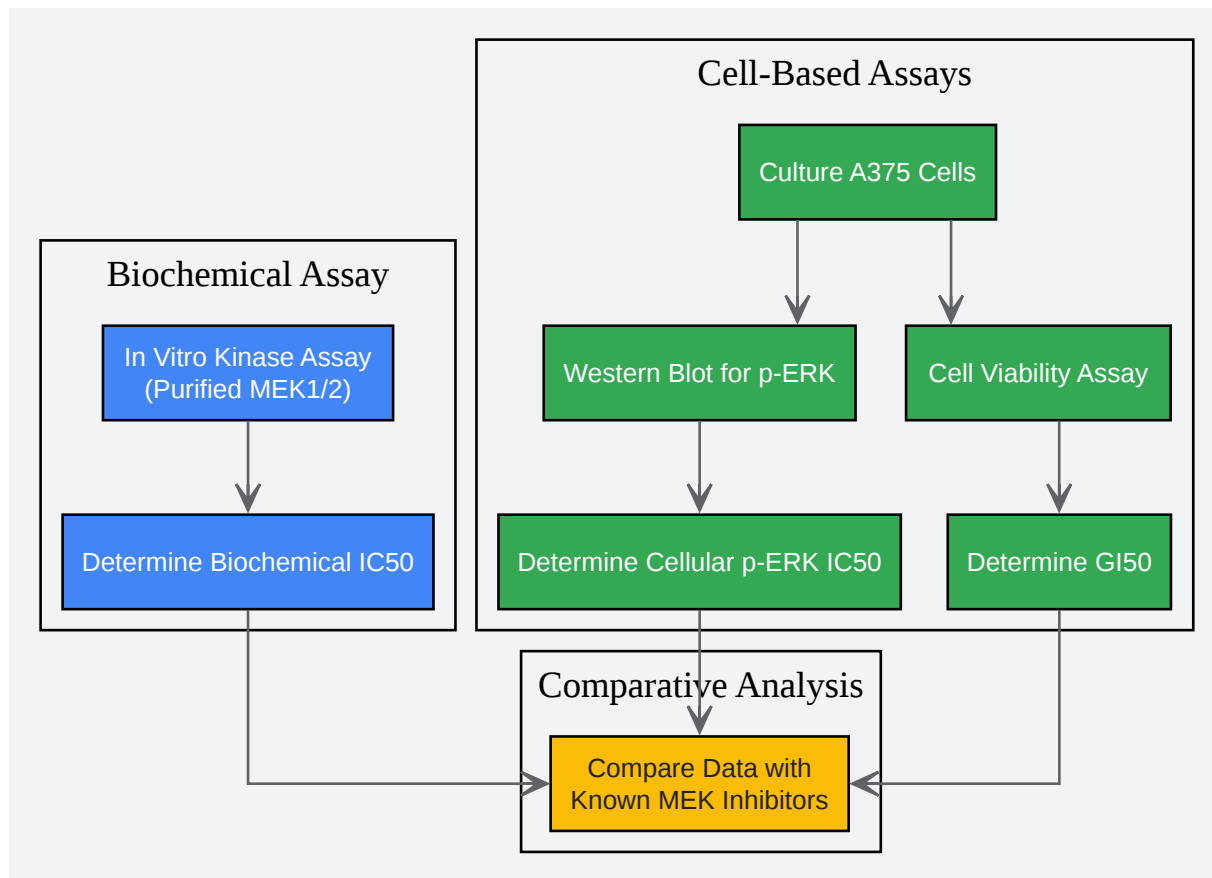 Cell-Based Assays
Culture A375 Cells
Biochemical Assay
In Vitro Kinase Assay
(Purified MEK1/2)
Western Blot for p-ERK
Cell Viability Assay
Determine Biochemical IC50
Determine Cellular p-ERK IC50
Determine GI50
Comparative Analysis
Compare Data with
Known MEK Inhibitors